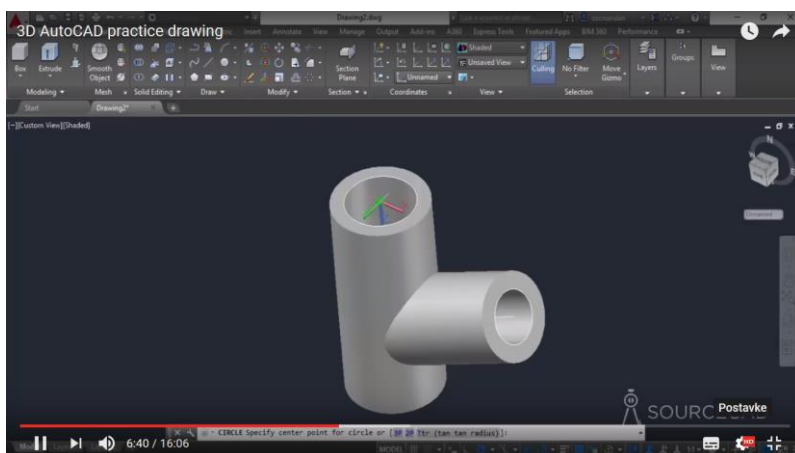 Drawing2.dwg
3D AutoCAD practice drawing
Insert Annotate View Manage Output Add-ins A360 Express Tools Featured Apps BIM 360 Performance
Shaded
Unsaved View
Unnamed
Box Extrude Smooth Object Section Plane Culling No Filter Move Gizmo Layers Groups View
Modeling Mesh Solid Editing Draw Modify Section Coordinates View Selection
Start Drawing2*
[-][Custom View][Shaded]
Unnamed
Postavke
CIRCLE Specify center point for circle or [3P 2P Ttr (tan tan radius)]:
6:40 / 16:06
HD
MODEL